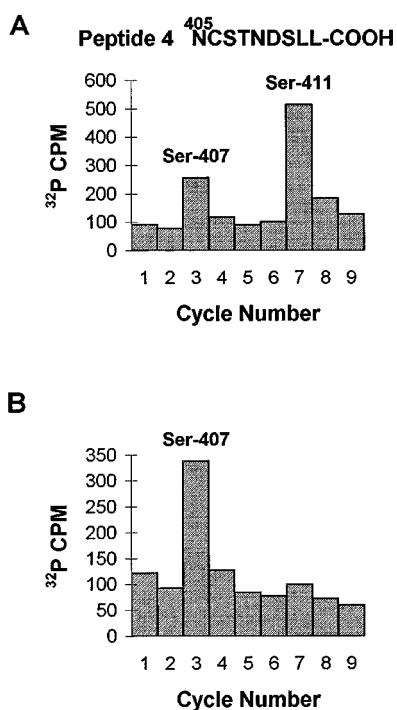 A
Peptide 4 ⁴⁰⁵NCSTNDSLL-COOH
600
500
400
300
200
100
0
³²P CPM
Ser-407
Ser-411
1 2 3 4 5 6 7 8 9
Cycle Number
B
350
300
250
200
150
100
50
0
³²P CPM
Ser-407
1 2 3 4 5 6 7 8 9
Cycle Number